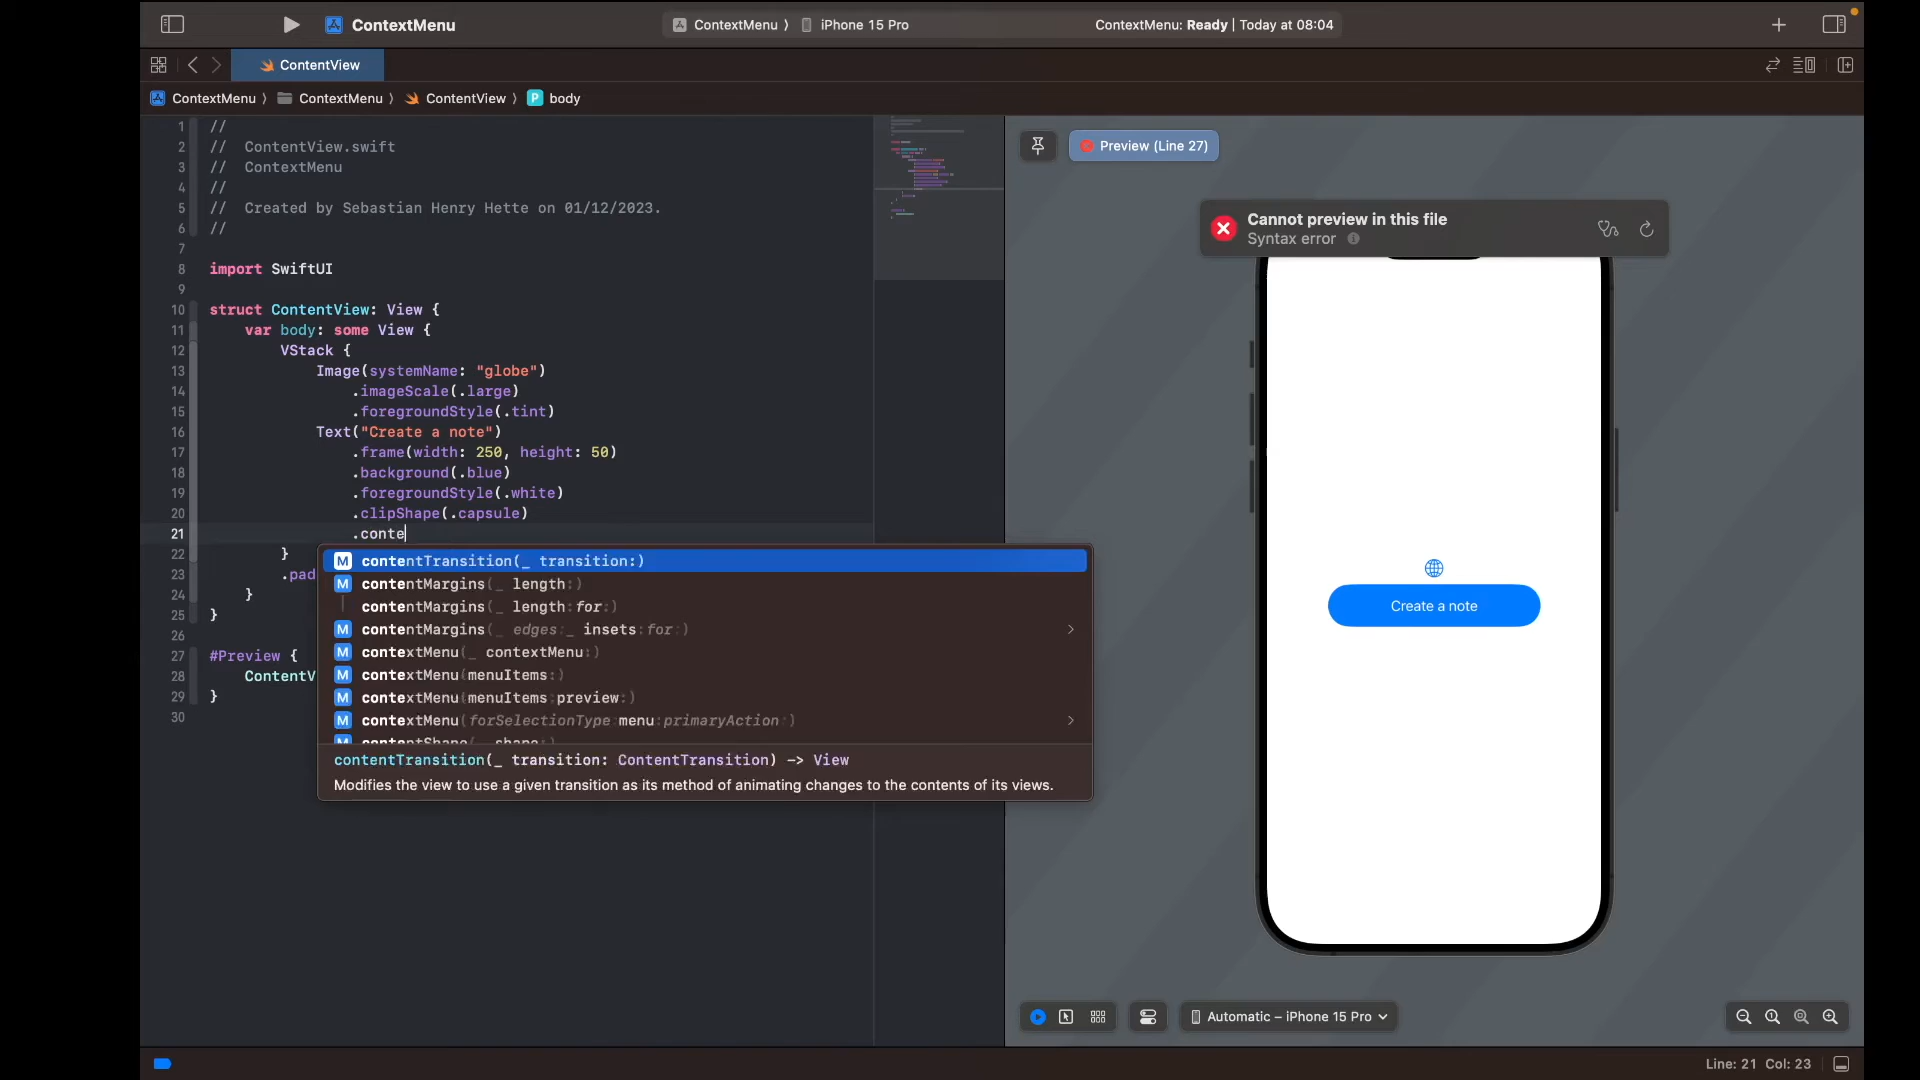 ContextMenu
ContextMenu ⟩ iPhone 15 Pro
ContextMenu: Ready | Today at 08:04
ContentView
ContextMenu ⟩ ContextMenu ⟩ ContentView ⟩ P body
1 //
2 //  ContentView.swift
3 //  ContextMenu
4 //
5 //  Created by Sebastian Henry Hette on 01/12/2023.
6 //
7
8 import SwiftUI
9
10 struct ContentView: View {
11     var body: some View {
12         VStack {
13             Image(systemName: "globe")
14                 .imageScale(.large)
15                 .foregroundStyle(.tint)
16             Text("Create a note")
17                 .frame(width: 250, height: 50)
18                 .background(.blue)
19                 .foregroundStyle(.white)
20                 .clipShape(.capsule)
21                 .conte
22         }
23         .pad
24     }
25 }
26
27 #Preview {
28     ContentV
29 }
30
M contentTransition(_ transition:)
M contentMargins(_ length:)
contentMargins(_ length:for:)
M contentMargins(_ edges:_ insets:for:)
M contextMenu(_ contextMenu:)
M contextMenu(menuItems:)
M contextMenu(menuItems:preview:)
M contextMenu(forSelectionType:menu:primaryAction:)
M contentShape(_ shape:)
contentTransition(_ transition: ContentTransition) -> View
Modifies the view to use a given transition as its method of animating changes to the contents of its views.
Preview (Line 27)
Cannot preview in this file
Syntax error
Create a note
Automatic – iPhone 15 Pro
Line: 21 Col: 23